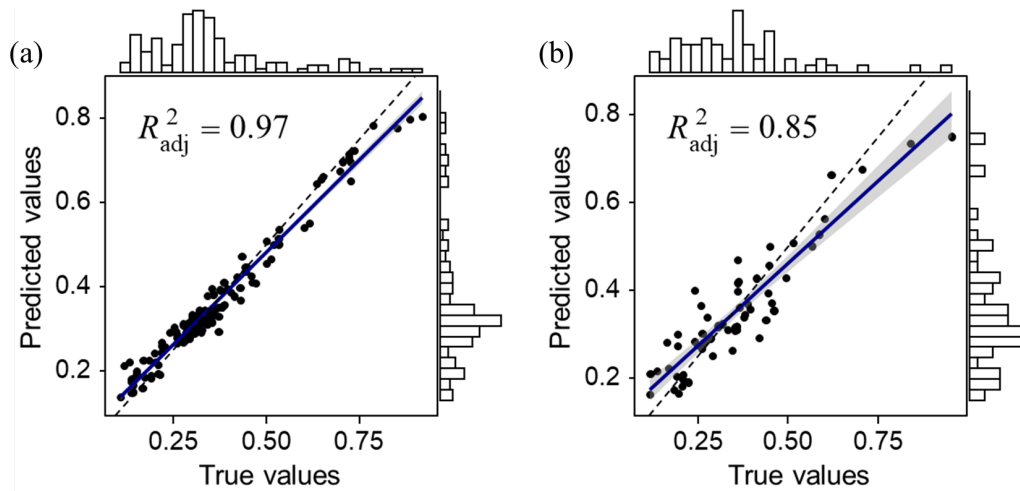 (a)
R²adj = 0.97
0.8
0.6
0.4
0.2
Predicted values
0.25 0.50 0.75
True values
(b)
R²adj = 0.85
0.8
0.6
0.4
0.2
Predicted values
0.25 0.50 0.75
True values